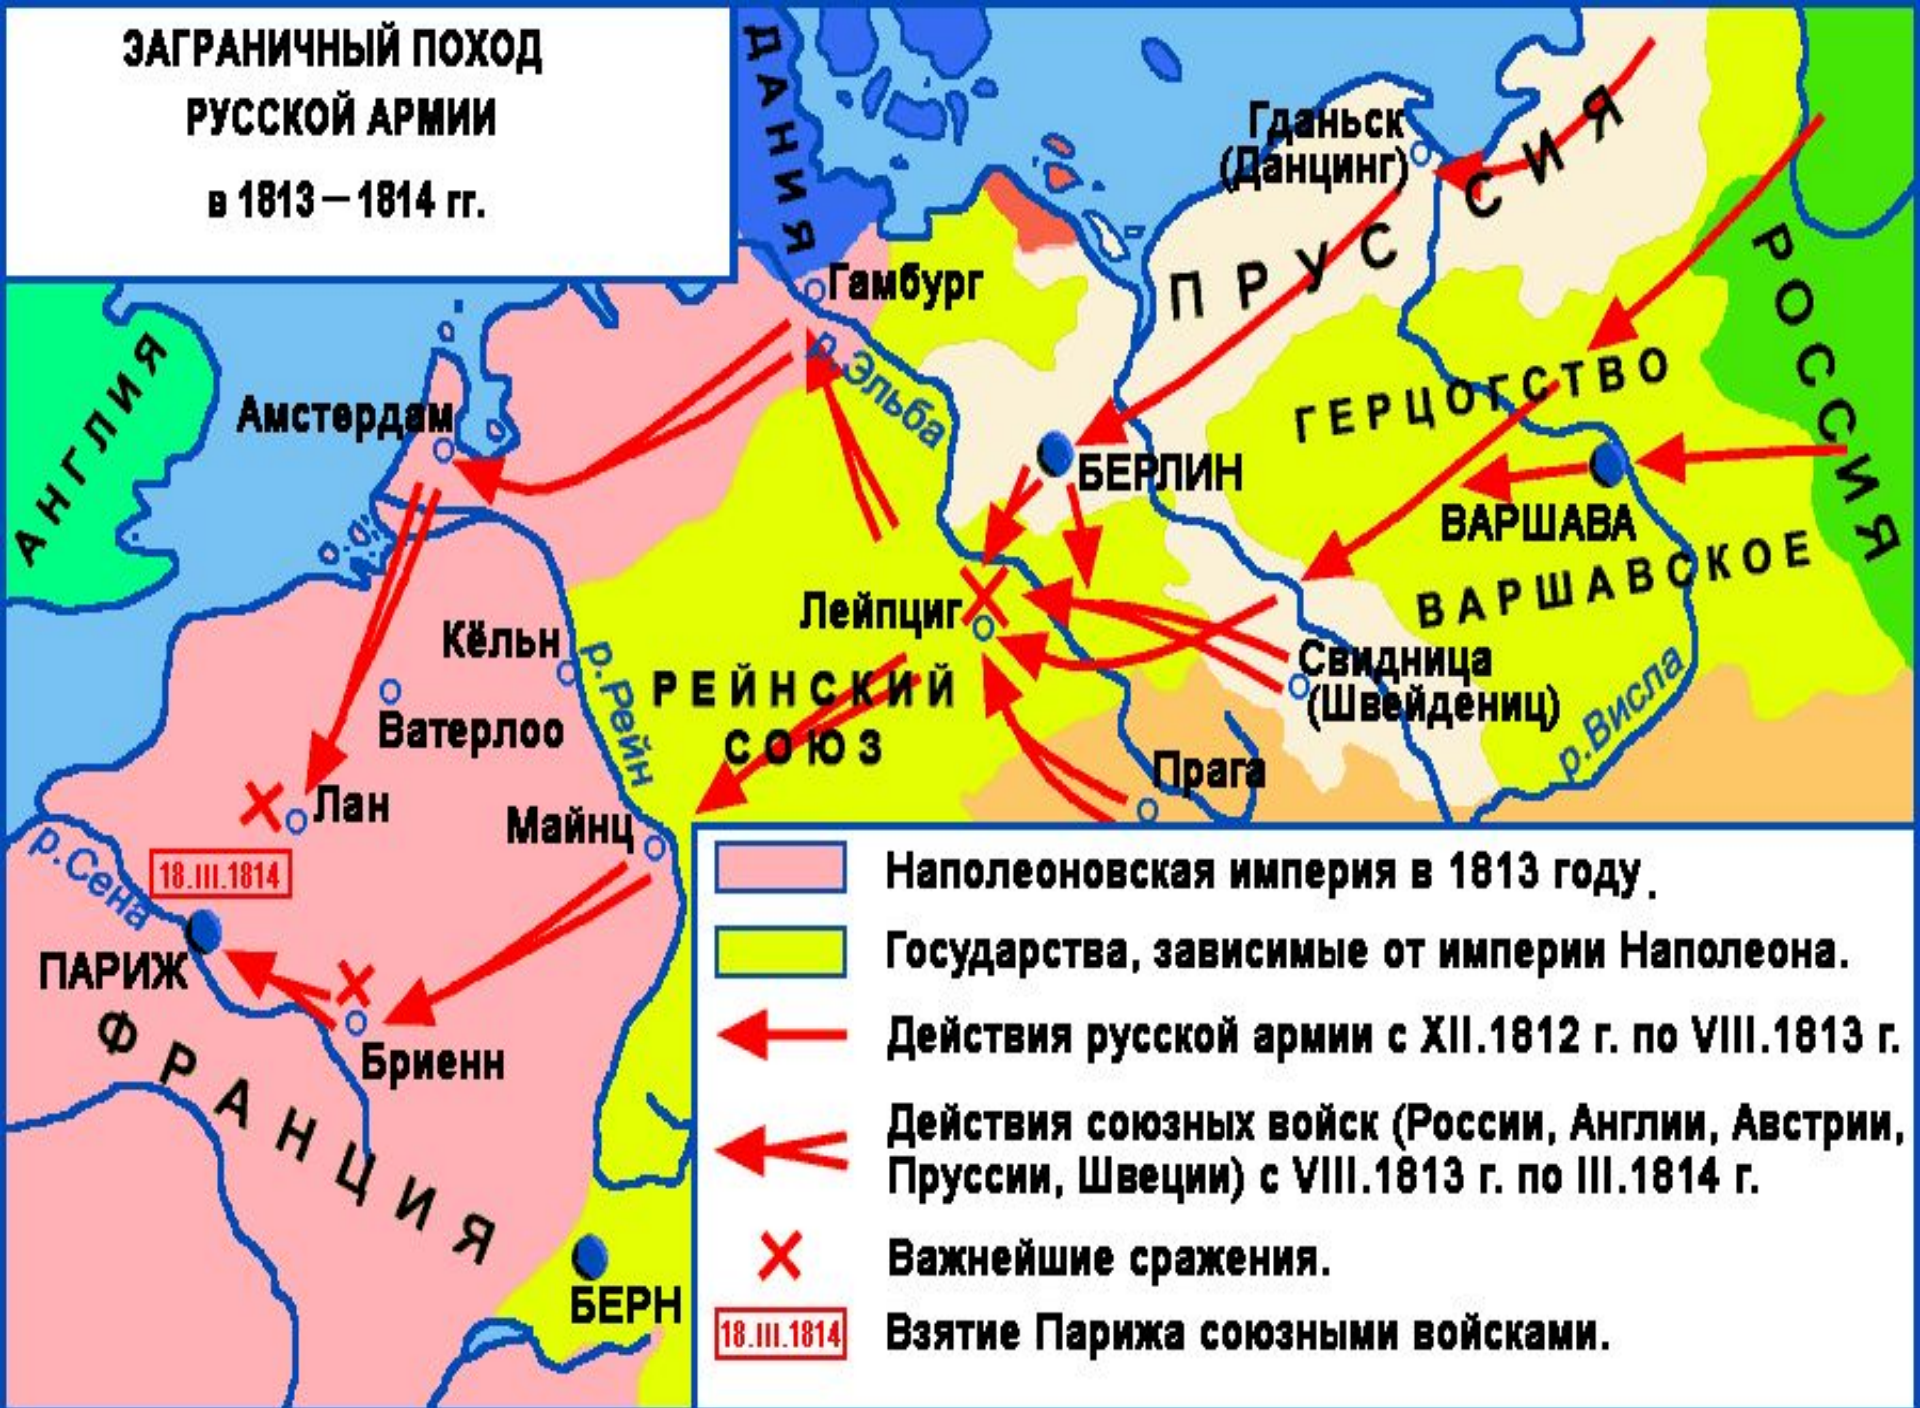 ЗАГРАНИЧНЫЙ ПОХОД
РУССКОЙ АРМИИ
в 1813 – 1814 гг.
ДАНИЯ
Гданьск
(Данцинг)
ПРУССИЯ
РОССИЯ
Гамбург
р.Эльба
АНГЛИЯ
Амстердам
ГЕРЦОГСТВО
БЕРЛИН
ВАРШАВА
ВАРШАВСКОЕ
Лейпциг
Кёльн
р.Рейн
РЕЙНСКИЙ
СОЮЗ
Свидница
(Швейдениц)
р.Висла
Ватерлоо
Прага
Лан
Майнц
р.Сена
18.III.1814
ПАРИЖ
Бриенн
ФРАНЦИЯ
БЕРН
Наполеоновская империя в 1813 году.
Государства, зависимые от империи Наполеона.
Действия русской армии с XII.1812 г. по VIII.1813 г.
Действия союзных войск (России, Англии, Австрии,
Пруссии, Швеции) с VIII.1813 г. по III.1814 г.
Важнейшие сражения.
18.III.1814
Взятие Парижа союзными войсками.